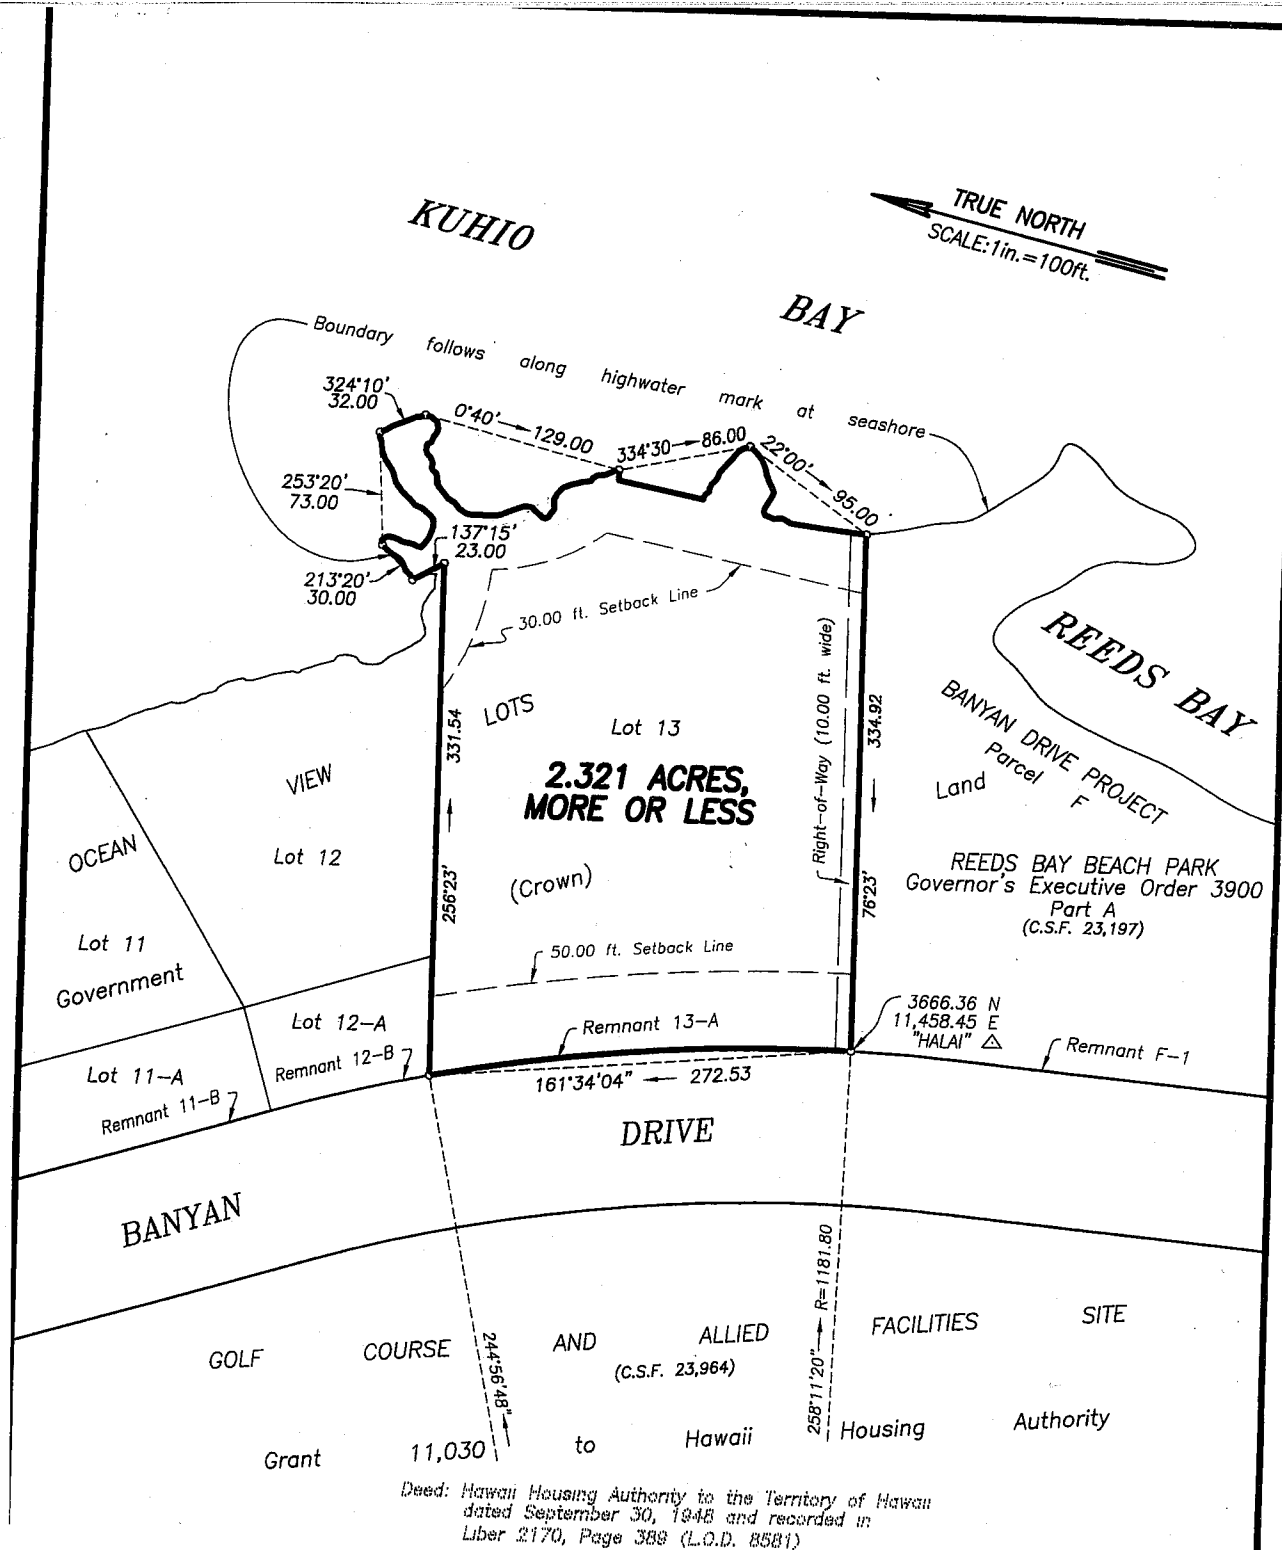 KUHIO
BAY
TRUE NORTH
SCALE:1in.=100ft.
Boundary follows along highwater mark at seashore
324°10'
32.00
0°40' 129.00
334°30 86.00
22°00' 95.00
253°20'
73.00
137°15'
23.00
213°20'
30.00
30.00 ft. Setback Line
REEDS BAY
LOTS
Lot 13
2.321 ACRES,
MORE OR LESS
(Crown)
256°23' 331.54
Right-of-Way (10.00 ft. wide)
76°23' 334.92
BANYAN DRIVE PROJECT
Parcel F
Land
REEDS BAY BEACH PARK
Governor's Executive Order 3900
Part A
(C.S.F. 23,197)
VIEW
OCEAN
Lot 12
Lot 11
Government
50.00 ft. Setback Line
3666.36 N
11,458.45 E
"HALAI"
Lot 12-A
Remnant 12-B
Lot 11-A
Remnant 11-B
Remnant 13-A
Remnant F-1
161°34'04" 272.53
BANYAN
DRIVE
244°56'48"
258°11'20" R=1181.80
GOLF COURSE AND ALLIED FACILITIES SITE
(C.S.F. 23,964)
Grant 11,030 to Hawaii Housing Authority
Deed: Hawaii Housing Authority to the Territory of Hawaii
dated September 30, 1948 and recorded in
Liber 2170, Page 389 (L.O.D. 8581)